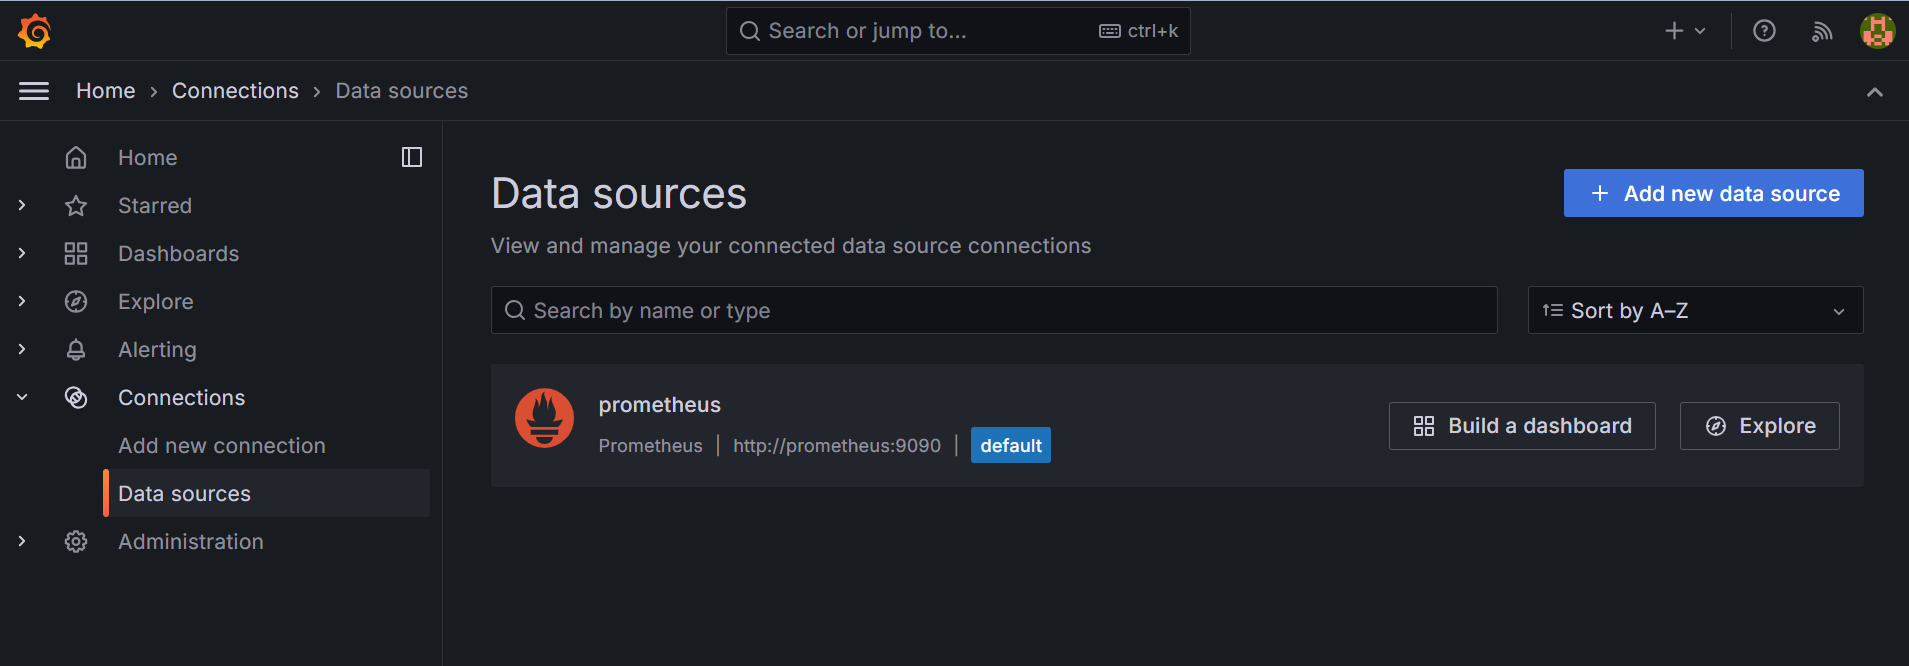 Search or jump to... ctrl+k
Home › Connections › Data sources
Home
Starred
Dashboards
Explore
Alerting
Connections
Add new connection
Data sources
Administration
Data sources
Add new data source
View and manage your connected data source connections
Search by name or type
Sort by A–Z
prometheus
Prometheus | http://prometheus:9090 | default
Build a dashboard
Explore